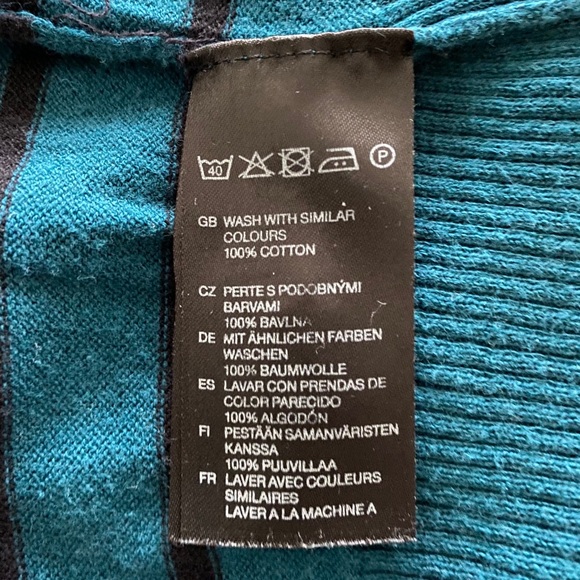 40 P
GB WASH WITH SIMILAR
COLOURS
100% COTTON
CZ PERTE S PODOBNÝMI
BARVAMI
100% BAVLNA
DE MIT ÄHNLICHEN FARBEN
WASCHEN
100% BAUMWOLLE
ES LAVAR CON PRENDAS DE
COLOR PARECIDO
100% ALGODÓN
FI PESTÄÄN SAMANVÄRISTEN
KANSSA
100% PUUVILLAA
FR LAVER AVEC COULEURS
SIMILAIRES
LAVER A LA MACHINE A